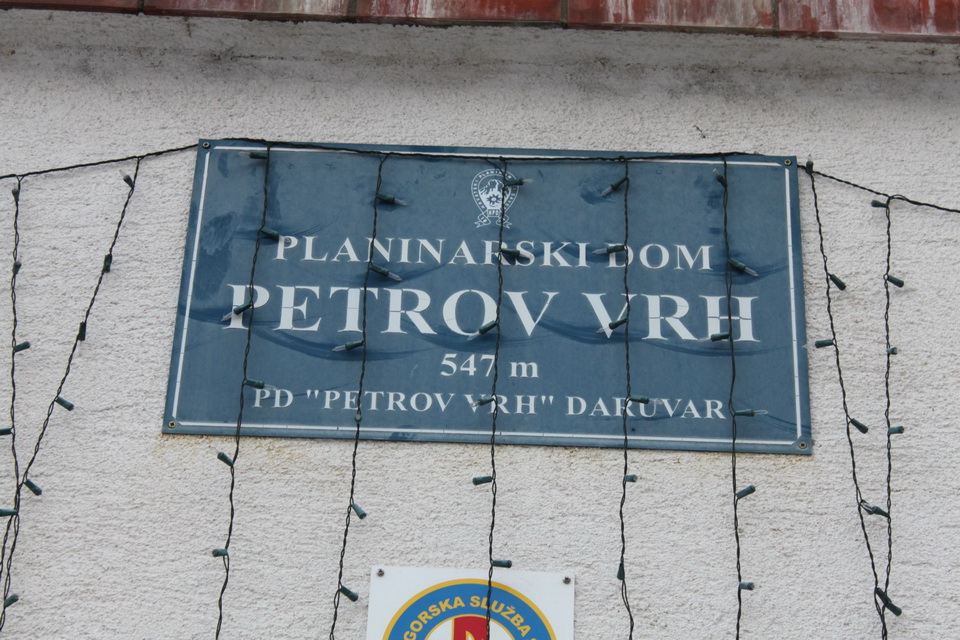 PLANINARSKI DOM
PETROV VRH
547 m
PD "PETROV VRH" DARUVAR
GORSKA SLUŽBA